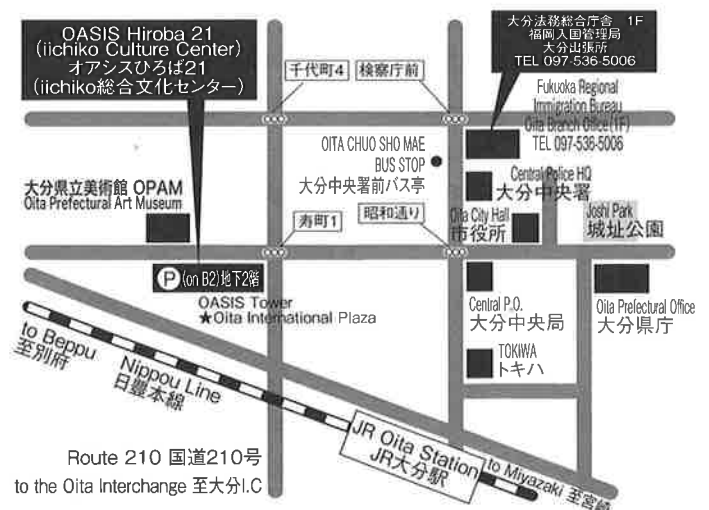 OASIS Hiroba 21
(iichiko Culture Center)
オアシスひろば21
(iichiko総合文化センター)
千代町4
検察庁前
大分法務総合庁舎 1F
福岡入国管理局
大分出張所
TEL 097-536-5006
Fukuoka Regional
Immigration Bureau
Oita Branch Office(1F)
TEL 097-536-5006
OITA CHUO SHO MAE
BUS STOP
大分中央署前バス亭
Central Police HQ
大分中央署
大分県立美術館 OPAM
Oita Prefectural Art Museum
寿町1
昭和通り
Oita City Hall
市役所
Joshi Park
城址公園
P (on B2)地下2階
OASIS Tower
★Oita International Plaza
Central P.O.
大分中央局
Oita Prefectural Office
大分県庁
TOKIWA
トキハ
to Beppu
至別府
Nippou Line
日豊本線
JR Oita Station
JR大分駅
to Miyazaki 至宮崎
Route 210 国道210号
to the Oita Interchange 至大分I.C